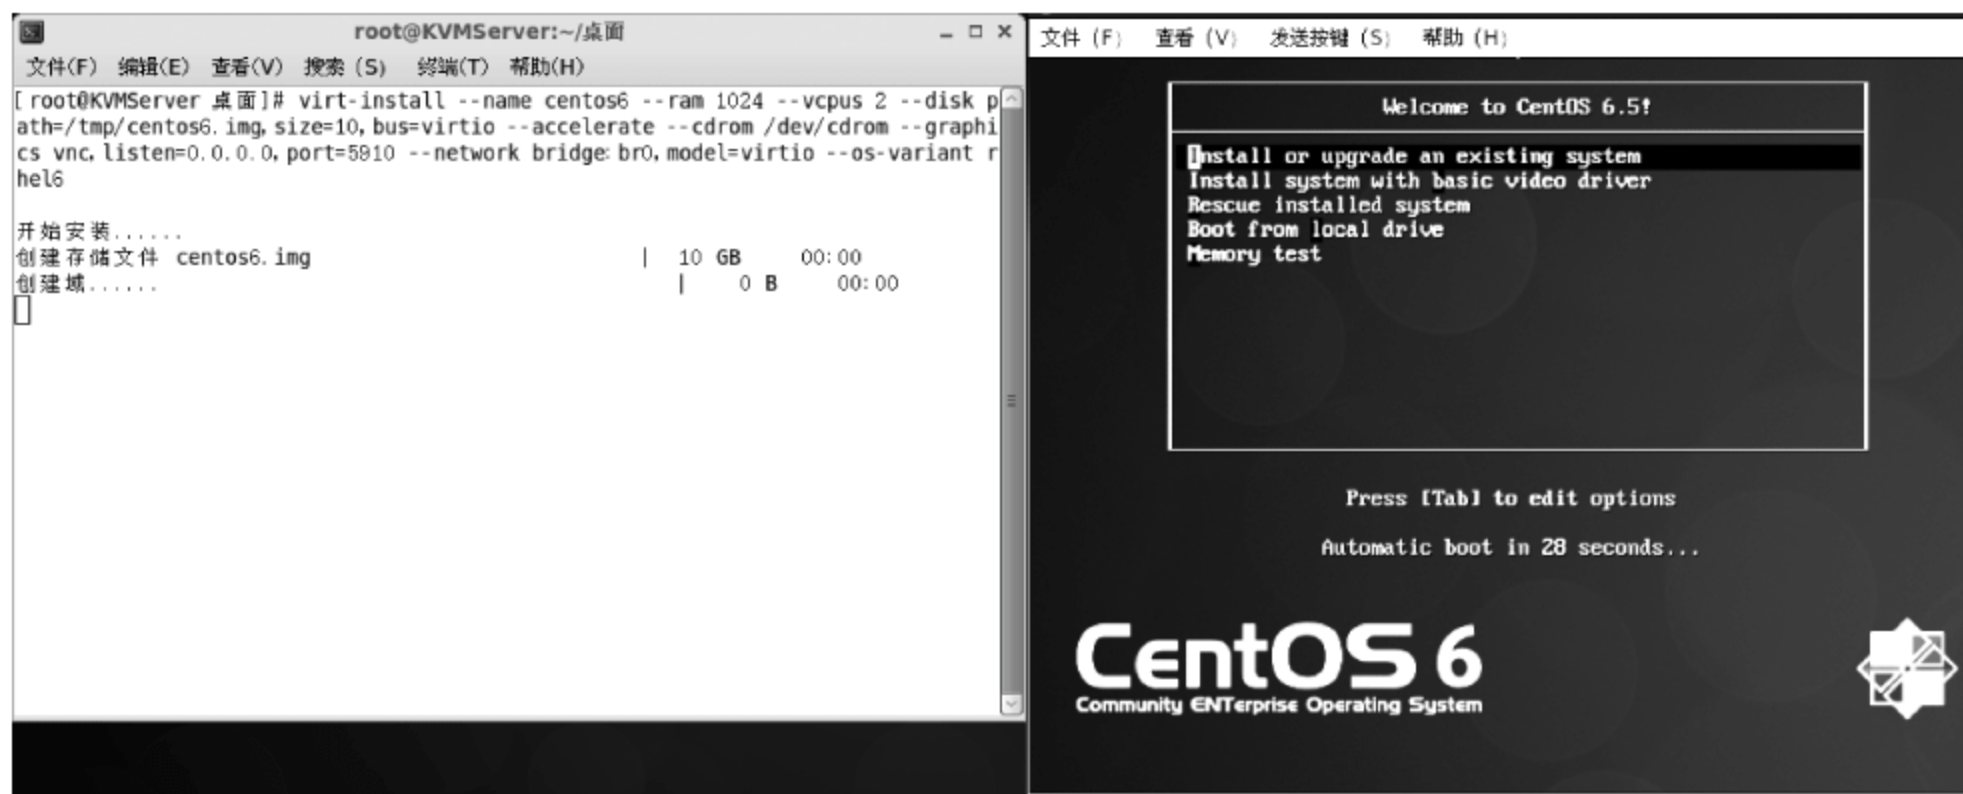 root@KVMServer:~/桌面
文件(F) 编辑(E) 查看(V) 搜索 (S) 终端(T) 帮助(H)
[root@KVMServer 桌面]# virt-install --name centos6 --ram 1024 --vcpus 2 --disk p
ath=/tmp/centos6.img,size=10,bus=virtio --accelerate --cdrom /dev/cdrom --graphi
cs vnc,listen=0.0.0.0,port=5910 --network bridge:br0,model=virtio --os-variant r
hel6
开始安装......
创建存储文件 centos6.img | 10 GB 00:00
创建域...... | 0 B 00:00
文件 (F) 查看 (V) 发送按键 (S) 帮助 (H)
Welcome to CentOS 6.5!
Install or upgrade an existing system
Install system with basic video driver
Rescue installed system
Boot from local drive
Memory test
Press [Tab] to edit options
Automatic boot in 28 seconds...
CentOS 6
Community ENTerprise Operating System